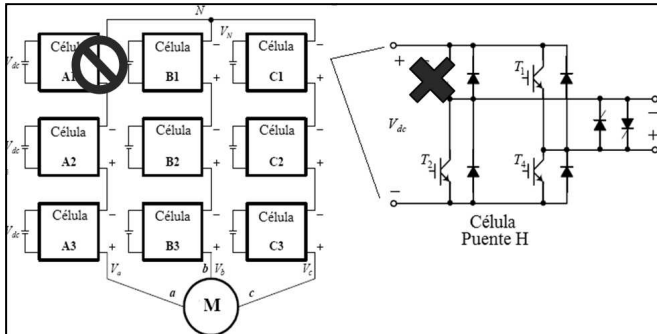 N
V_N
V_dc
Célula
A1
Célula
B1
Célula
C1
V_dc
Célula
A2
Célula
B2
Célula
C2
V_dc
Célula
A3
Célula
B3
Célula
C3
V_a
b
V_b
V_c
a
M
c
T_1
V_dc
T_2
T_4
Célula
Puente H